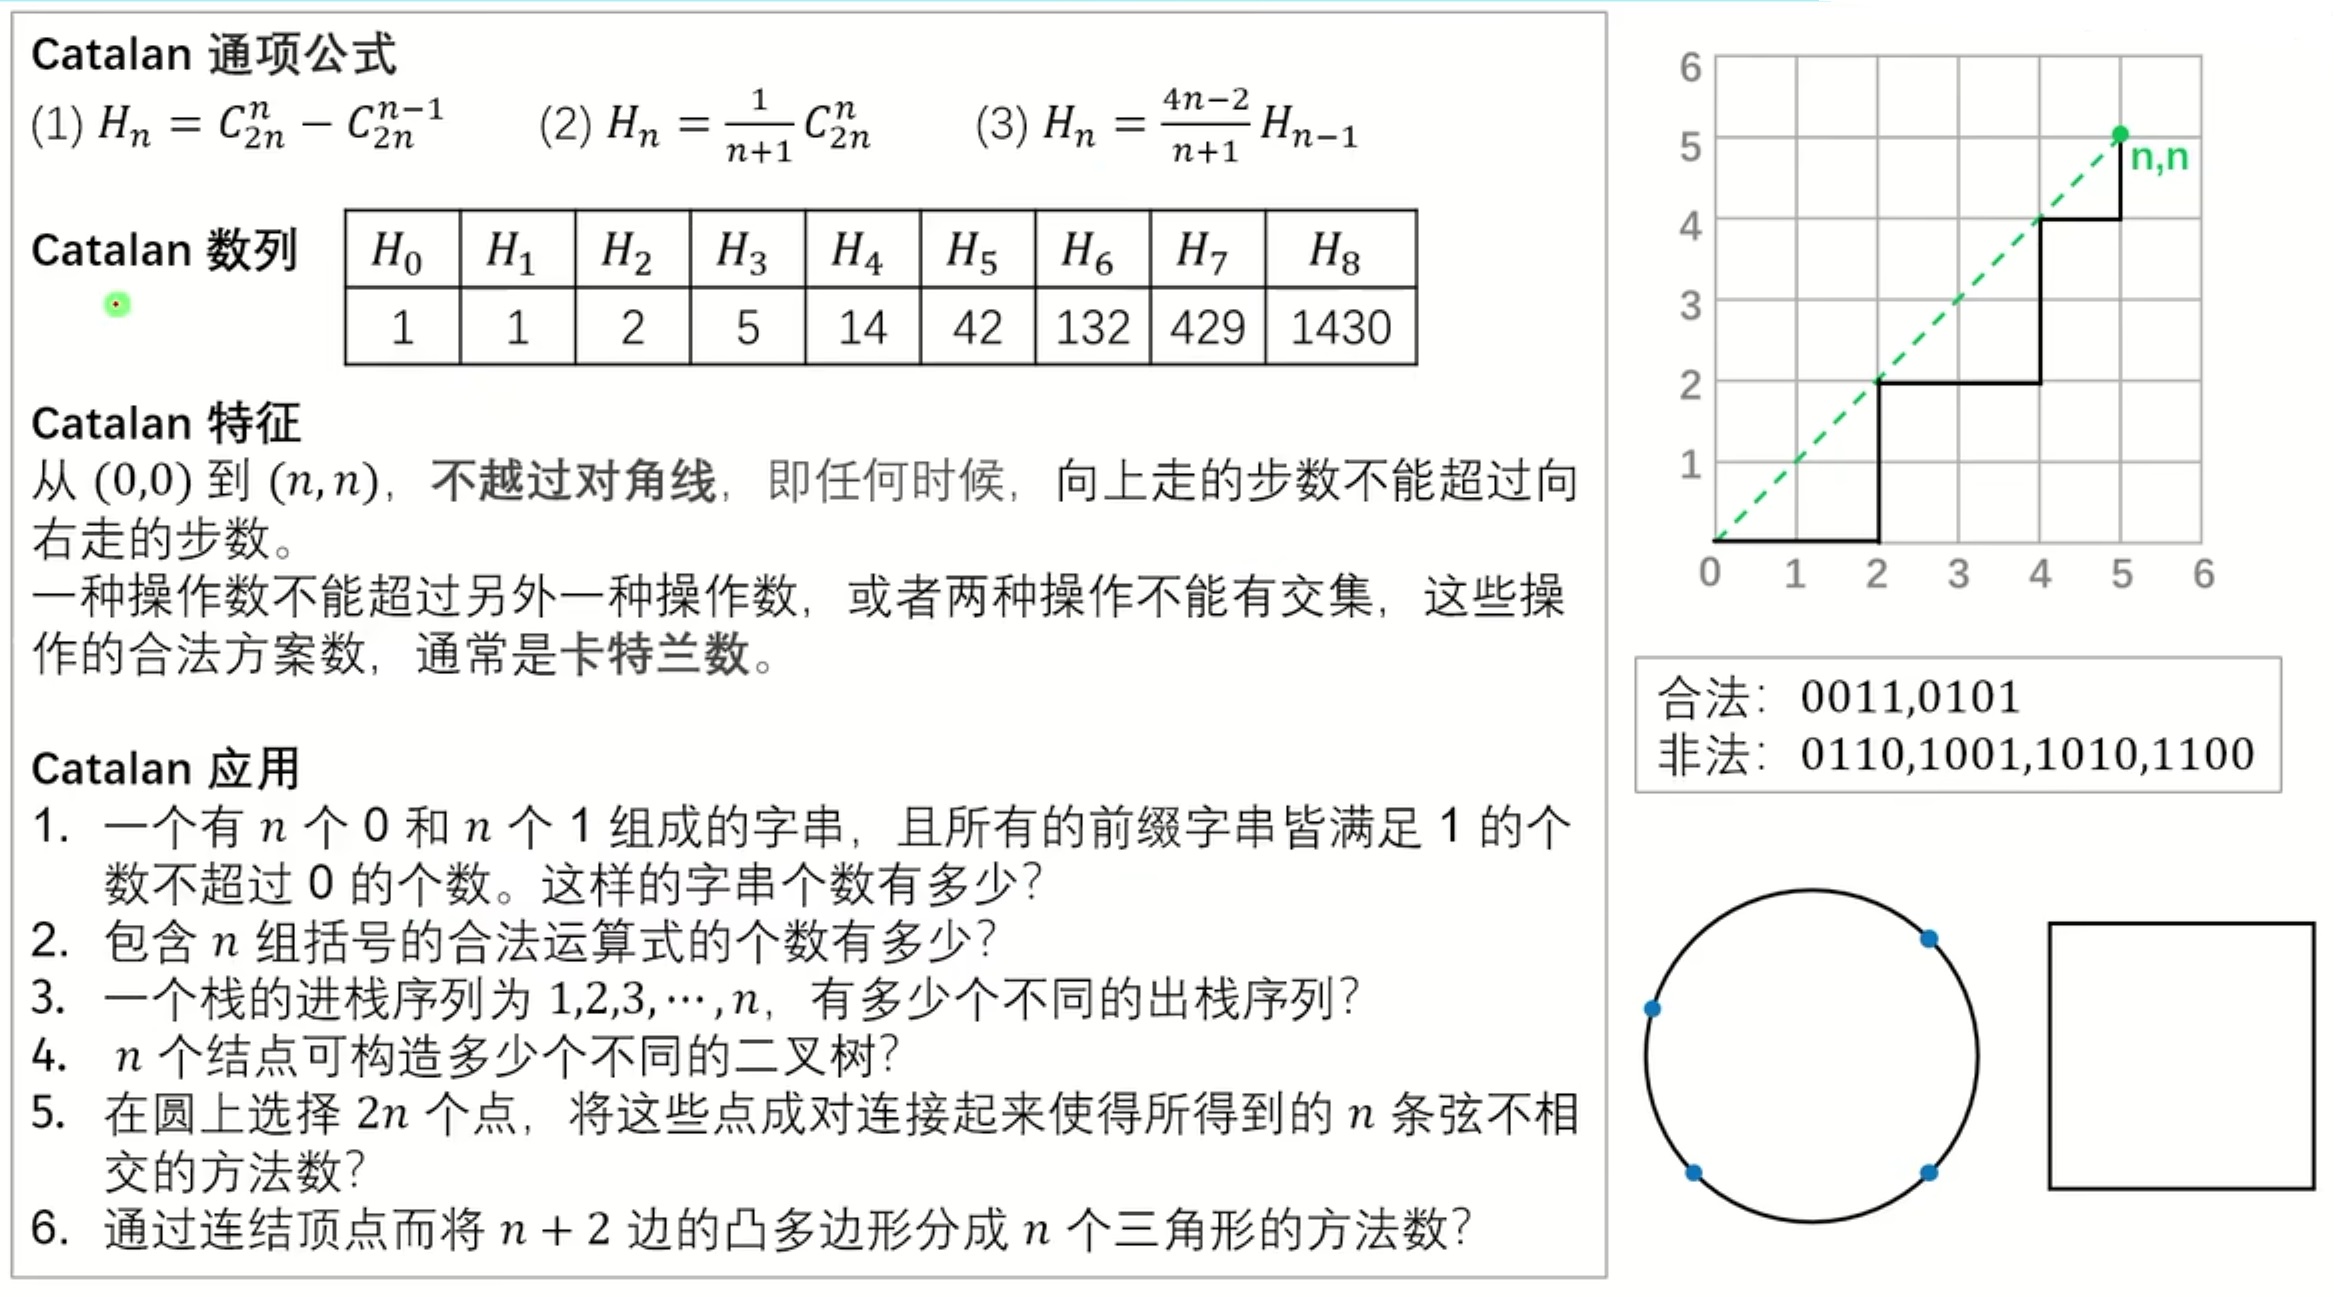 Catalan 通项公式
(1) $H_n = C_{2n}^{n} - C_{2n}^{n-1}$ (2) $H_n = \frac{1}{n+1} C_{2n}^{n}$ (3) $H_n = \frac{4n-2}{n+1} H_{n-1}$
Catalan 数列
$H_0$ $H_1$ $H_2$ $H_3$ $H_4$ $H_5$ $H_6$ $H_7$ $H_8$
1 1 2 5 14 42 132 429 1430
Catalan 特征
从 (0,0) 到 (n, n)，不越过对角线，即任何时候，向上走的步数不能超过向
右走的步数。
一种操作数不能超过另外一种操作数，或者两种操作不能有交集，这些操
作的合法方案数，通常是卡特兰数。
Catalan 应用
1. 一个有 n 个 0 和 n 个 1 组成的字串，且所有的前缀字串皆满足 1 的个
数不超过 0 的个数。这样的字串个数有多少？
2. 包含 n 组括号的合法运算式的个数有多少？
3. 一个栈的进栈序列为 1,2,3, ⋯ , n，有多少个不同的出栈序列？
4. n 个结点可构造多少个不同的二叉树？
5. 在圆上选择 2n 个点，将这些点成对连接起来使得所得到的 n 条弦不相
交的方法数？
6. 通过连结顶点而将 n + 2 边的凸多边形分成 n 个三角形的方法数？
6
5
n,n
4
3
2
1
0 1 2 3 4 5 6
合法：0011,0101
非法：0110,1001,1010,1100